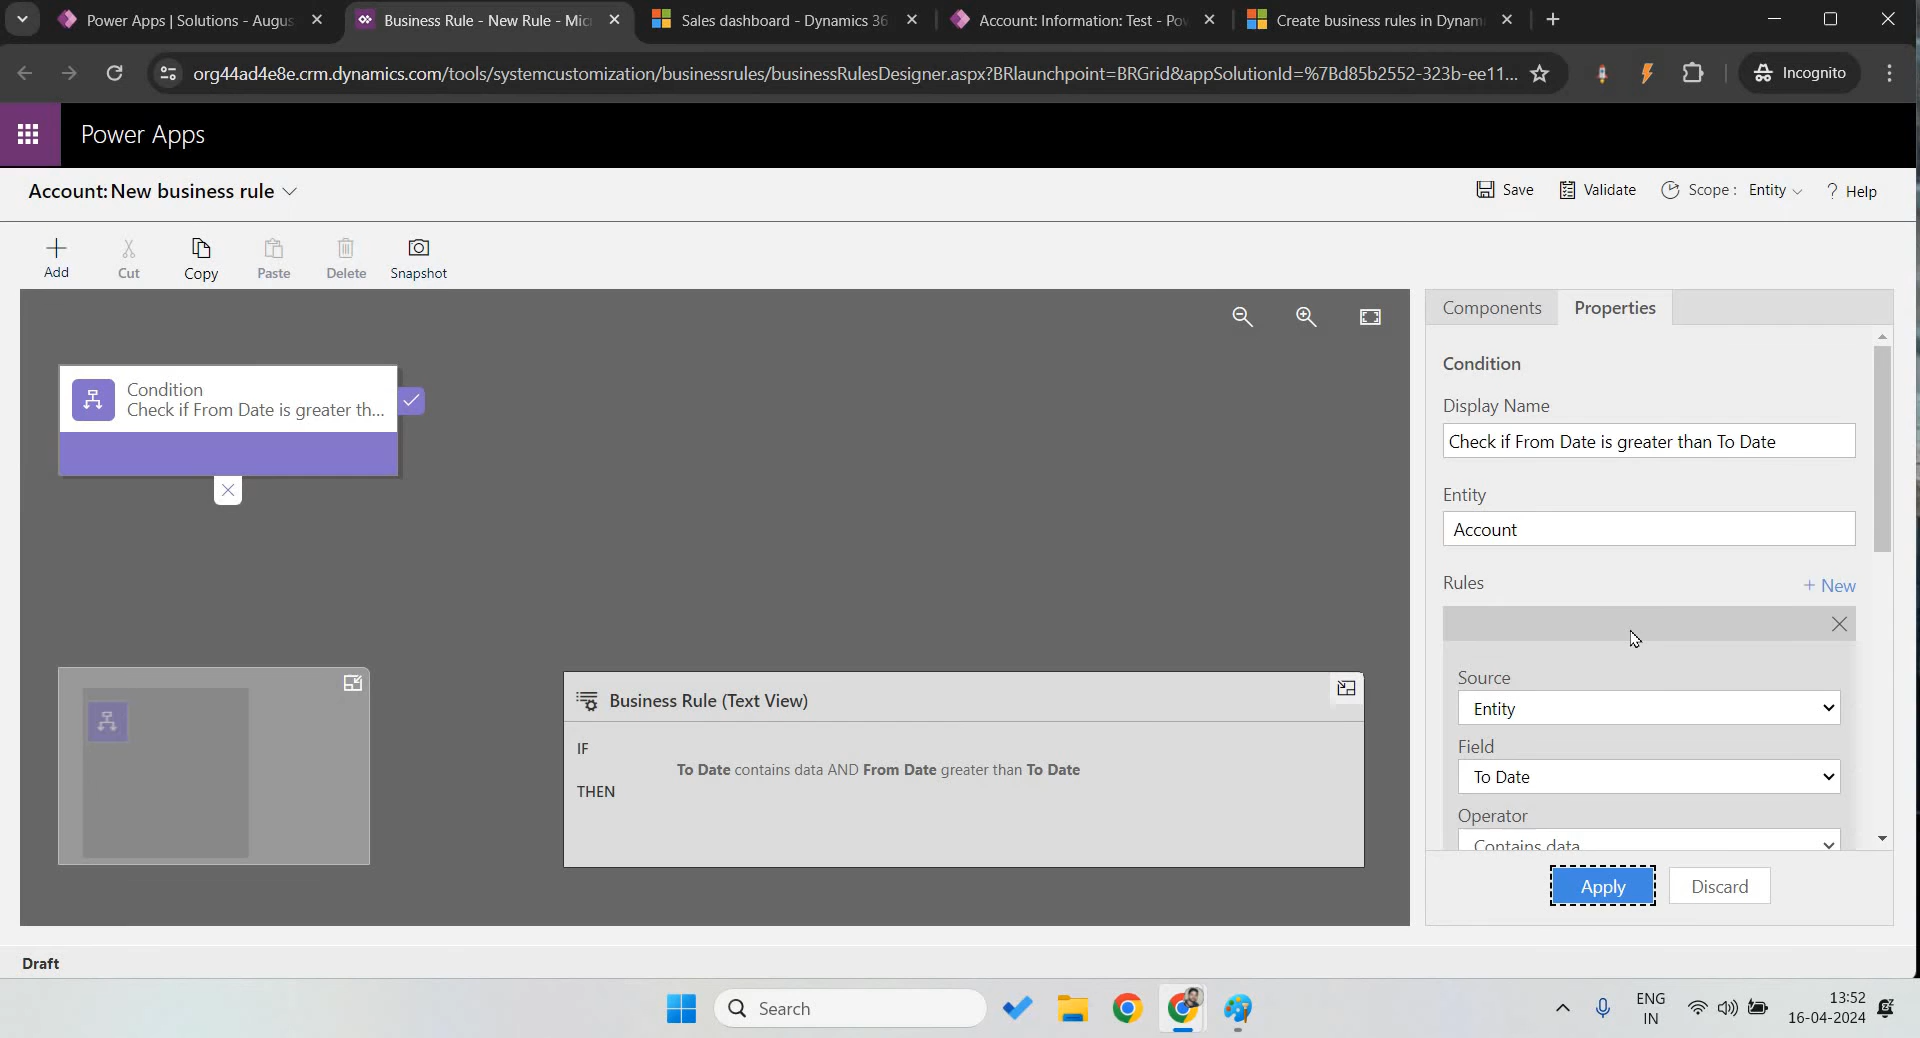 Power Apps | Solutions - Augus
Business Rule - New Rule - Mic
Sales dashboard - Dynamics 36
Account: Information: Test - Po
Create business rules in Dynam
org44ad4e8e.crm.dynamics.com/tools/systemcustomization/businessrules/businessRulesDesigner.aspx?BRlaunchpoint=BRGrid&appSolutionId=%7Bd85b2552-323b-ee11...
Incognito
Power Apps
Account: New business rule
Save
Validate
Scope :
Entity
? Help
Add
Cut
Copy
Paste
Delete
Snapshot
Components
Properties
Condition
Check if From Date is greater th...
Condition
Display Name
Check if From Date is greater than To Date
Entity
Account
Rules
+ New
Source
Entity
Field
To Date
Operator
Contains data
Apply
Discard
Business Rule (Text View)
IF
To Date contains data AND From Date greater than To Date
THEN
Draft
Search
ENG
IN
13:52
16-04-2024